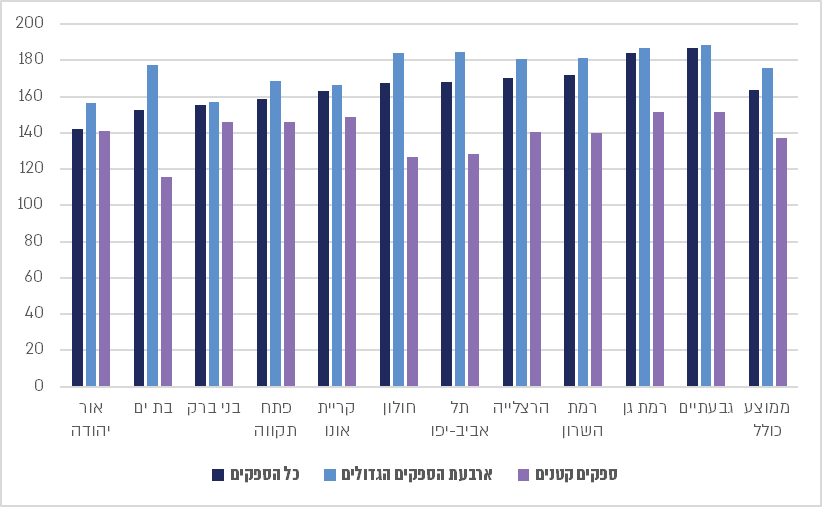 200
180
160
140
120
100
80
60
40
20
0
אור
יהודה
בת ים
בני ברק
פתח
תקווה
קריית
אונו
חולון
תל
אביב-יפו
הרצלייה
רמת
השרון
רמת גן
גבעתיים
ממוצע
כולל
כל הספקים
ארבעת הספקים הגדולים
ספקים קטנים